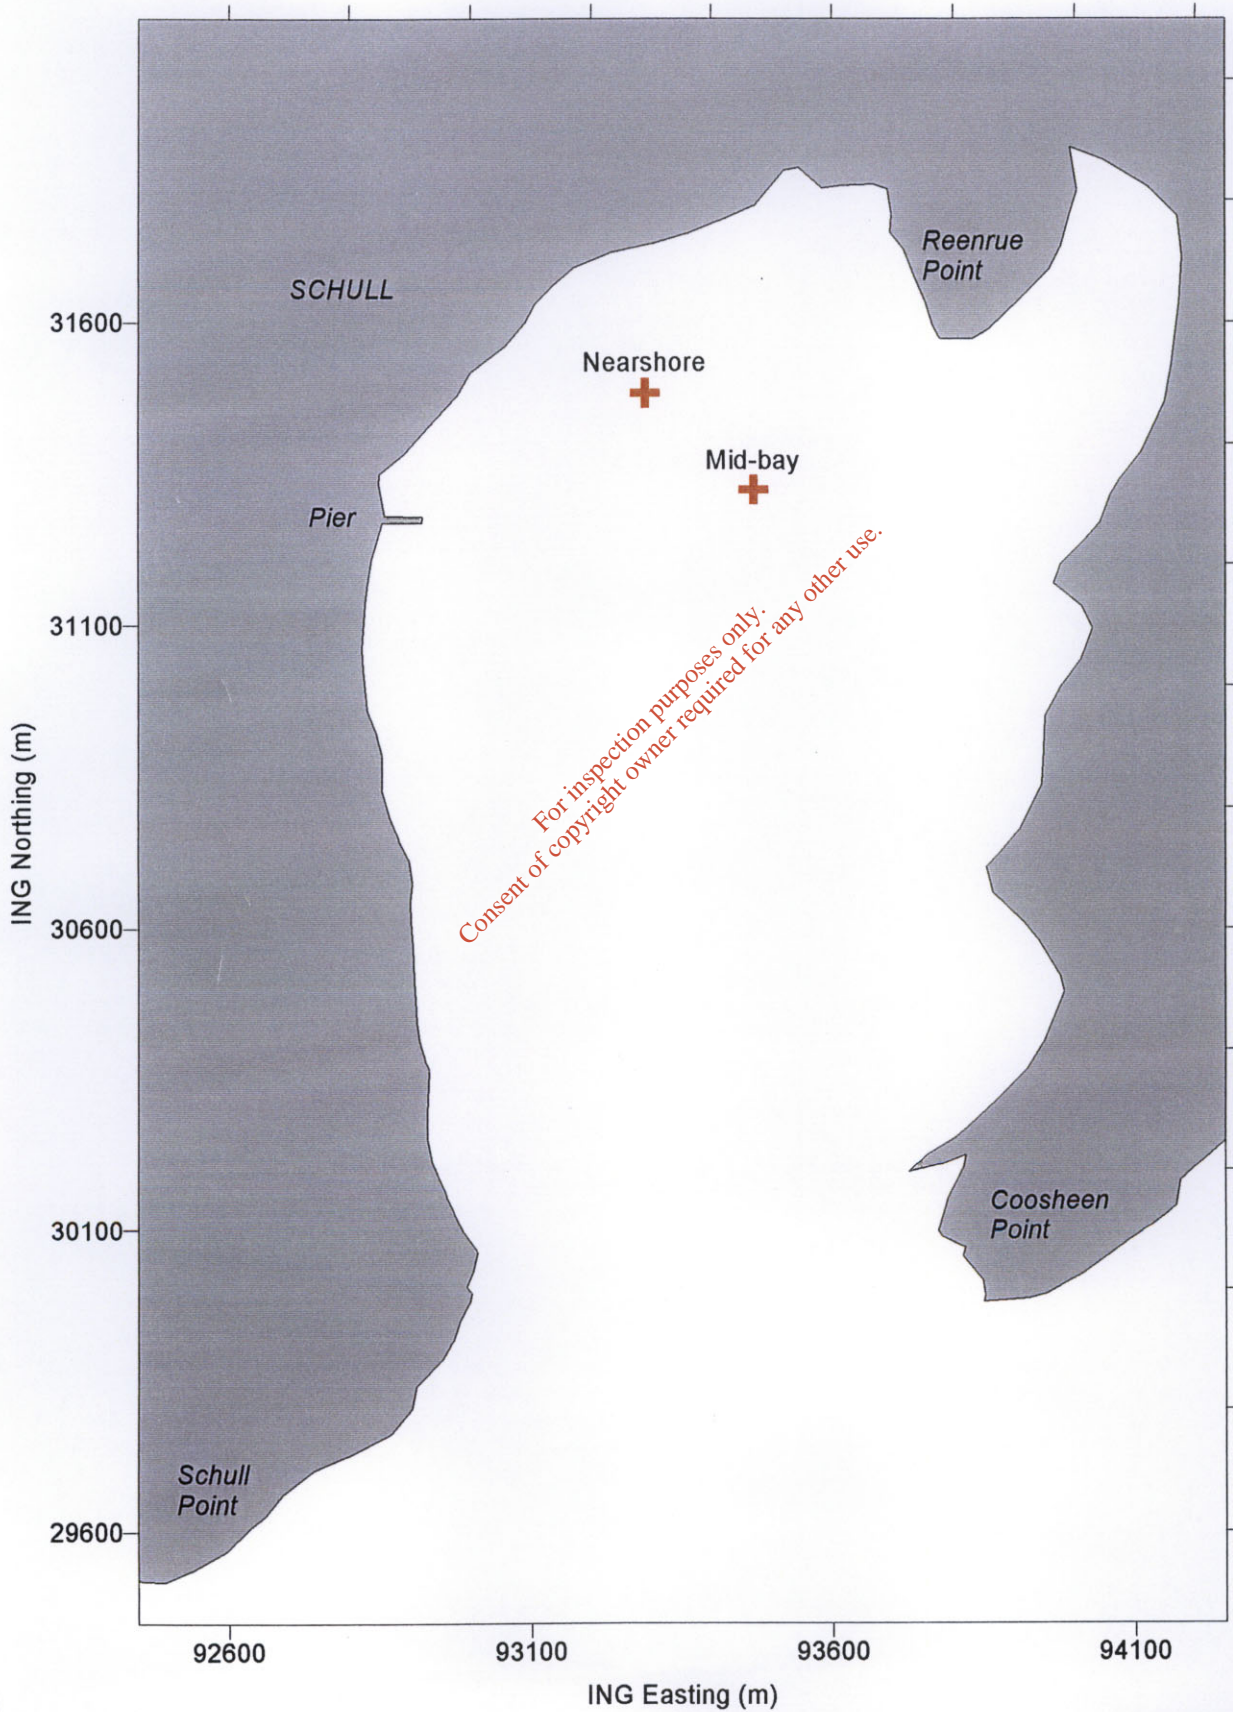 SCHULL
Reenrue
Point
31600
Nearshore
Mid-bay
Pier
31100
For inspection purposes only.
Consent of copyright owner required for any other use.
ING Northing (m)
30600
30100
Coosheen
Point
Schull
Point
29600
92600
93100
93600
94100
ING Easting (m)